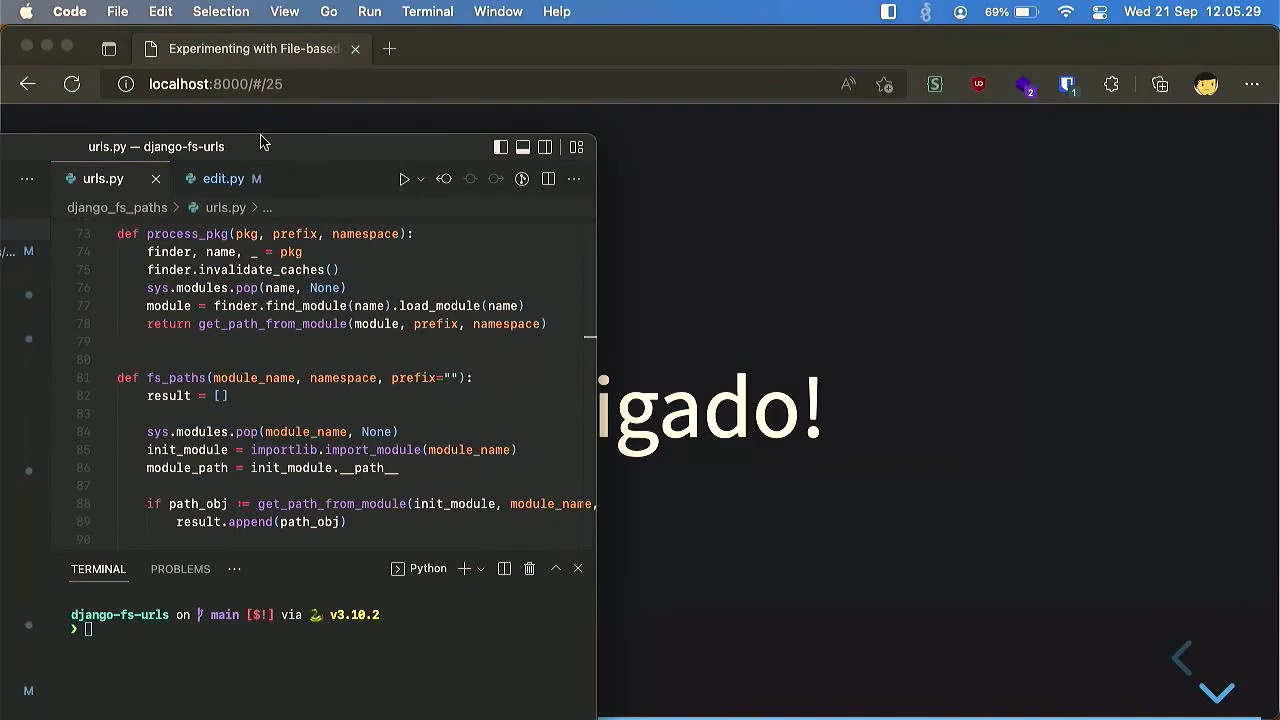 Code File Edit Selection View Go Run Terminal Window Help 69% Wed 21 Sep 12.05.29
Experimenting with File-based
localhost:8000/#/25
2
1
urls.py — django-fs-urls
urls.py
edit.py M
django_fs_paths > urls.py > ...
73 def process_pkg(pkg, prefix, namespace):
74 finder, name, _ = pkg
75 finder.invalidate_caches()
76 sys.modules.pop(name, None)
77 module = finder.find_module(name).load_module(name)
78 return get_path_from_module(module, prefix, namespace)
79
80
81 def fs_paths(module_name, namespace, prefix=""):
82 result = []
83
84 sys.modules.pop(module_name, None)
85 init_module = importlib.import_module(module_name)
86 module_path = init_module.__path__
87
88 if path_obj := get_path_from_module(init_module, module_name,
89 result.append(path_obj)
90
s/... M
M
igado!
TERMINAL PROBLEMS ... Python
django-fs-urls on main [$!] via v3.10.2
❯